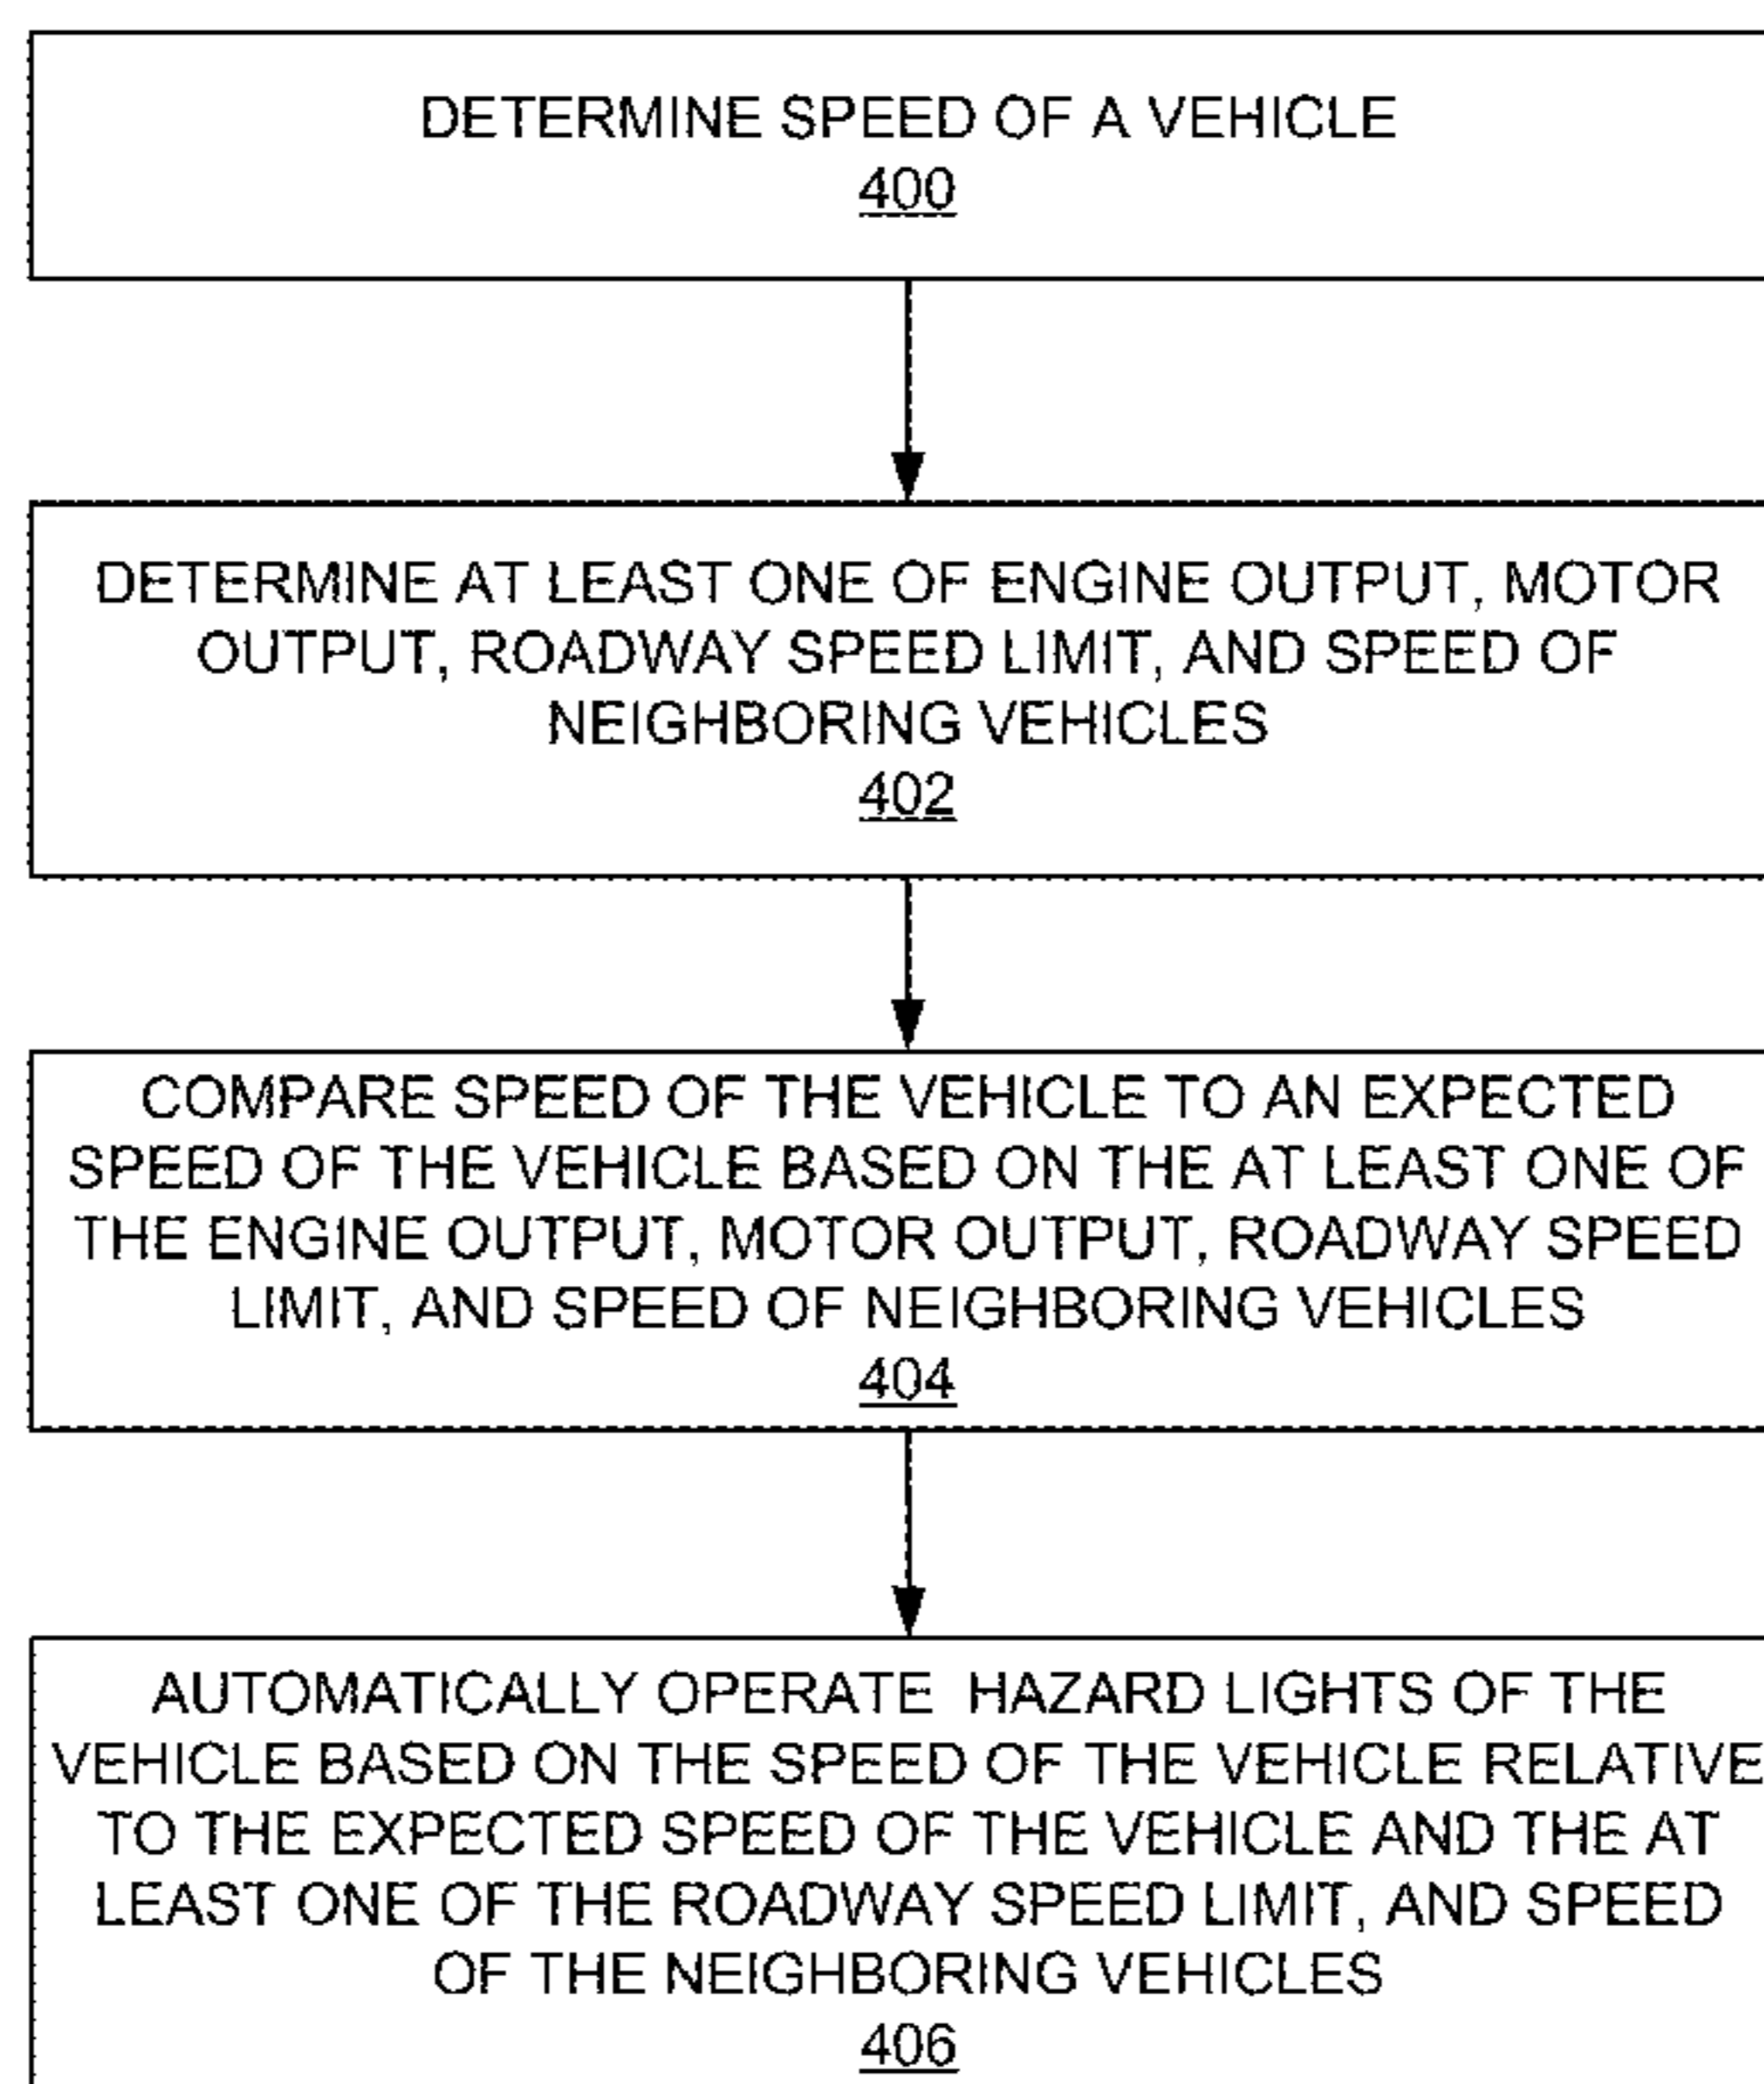 DETERMINE SPEED OF A VEHICLE
400
DETERMINE AT LEAST ONE OF ENGINE OUTPUT, MOTOR
OUTPUT, ROADWAY SPEED LIMIT, AND SPEED OF
NEIGHBORING VEHICLES
402
COMPARE SPEED OF THE VEHICLE TO AN EXPECTED
SPEED OF THE VEHICLE BASED ON THE AT LEAST ONE OF
THE ENGINE OUTPUT, MOTOR OUTPUT, ROADWAY SPEED
LIMIT, AND SPEED OF NEIGHBORING VEHICLES
404
AUTOMATICALLY OPERATE HAZARD LIGHTS OF THE
VEHICLE BASED ON THE SPEED OF THE VEHICLE RELATIVE
TO THE EXPECTED SPEED OF THE VEHICLE AND THE AT
LEAST ONE OF THE ROADWAY SPEED LIMIT, AND SPEED
OF THE NEIGHBORING VEHICLES
406